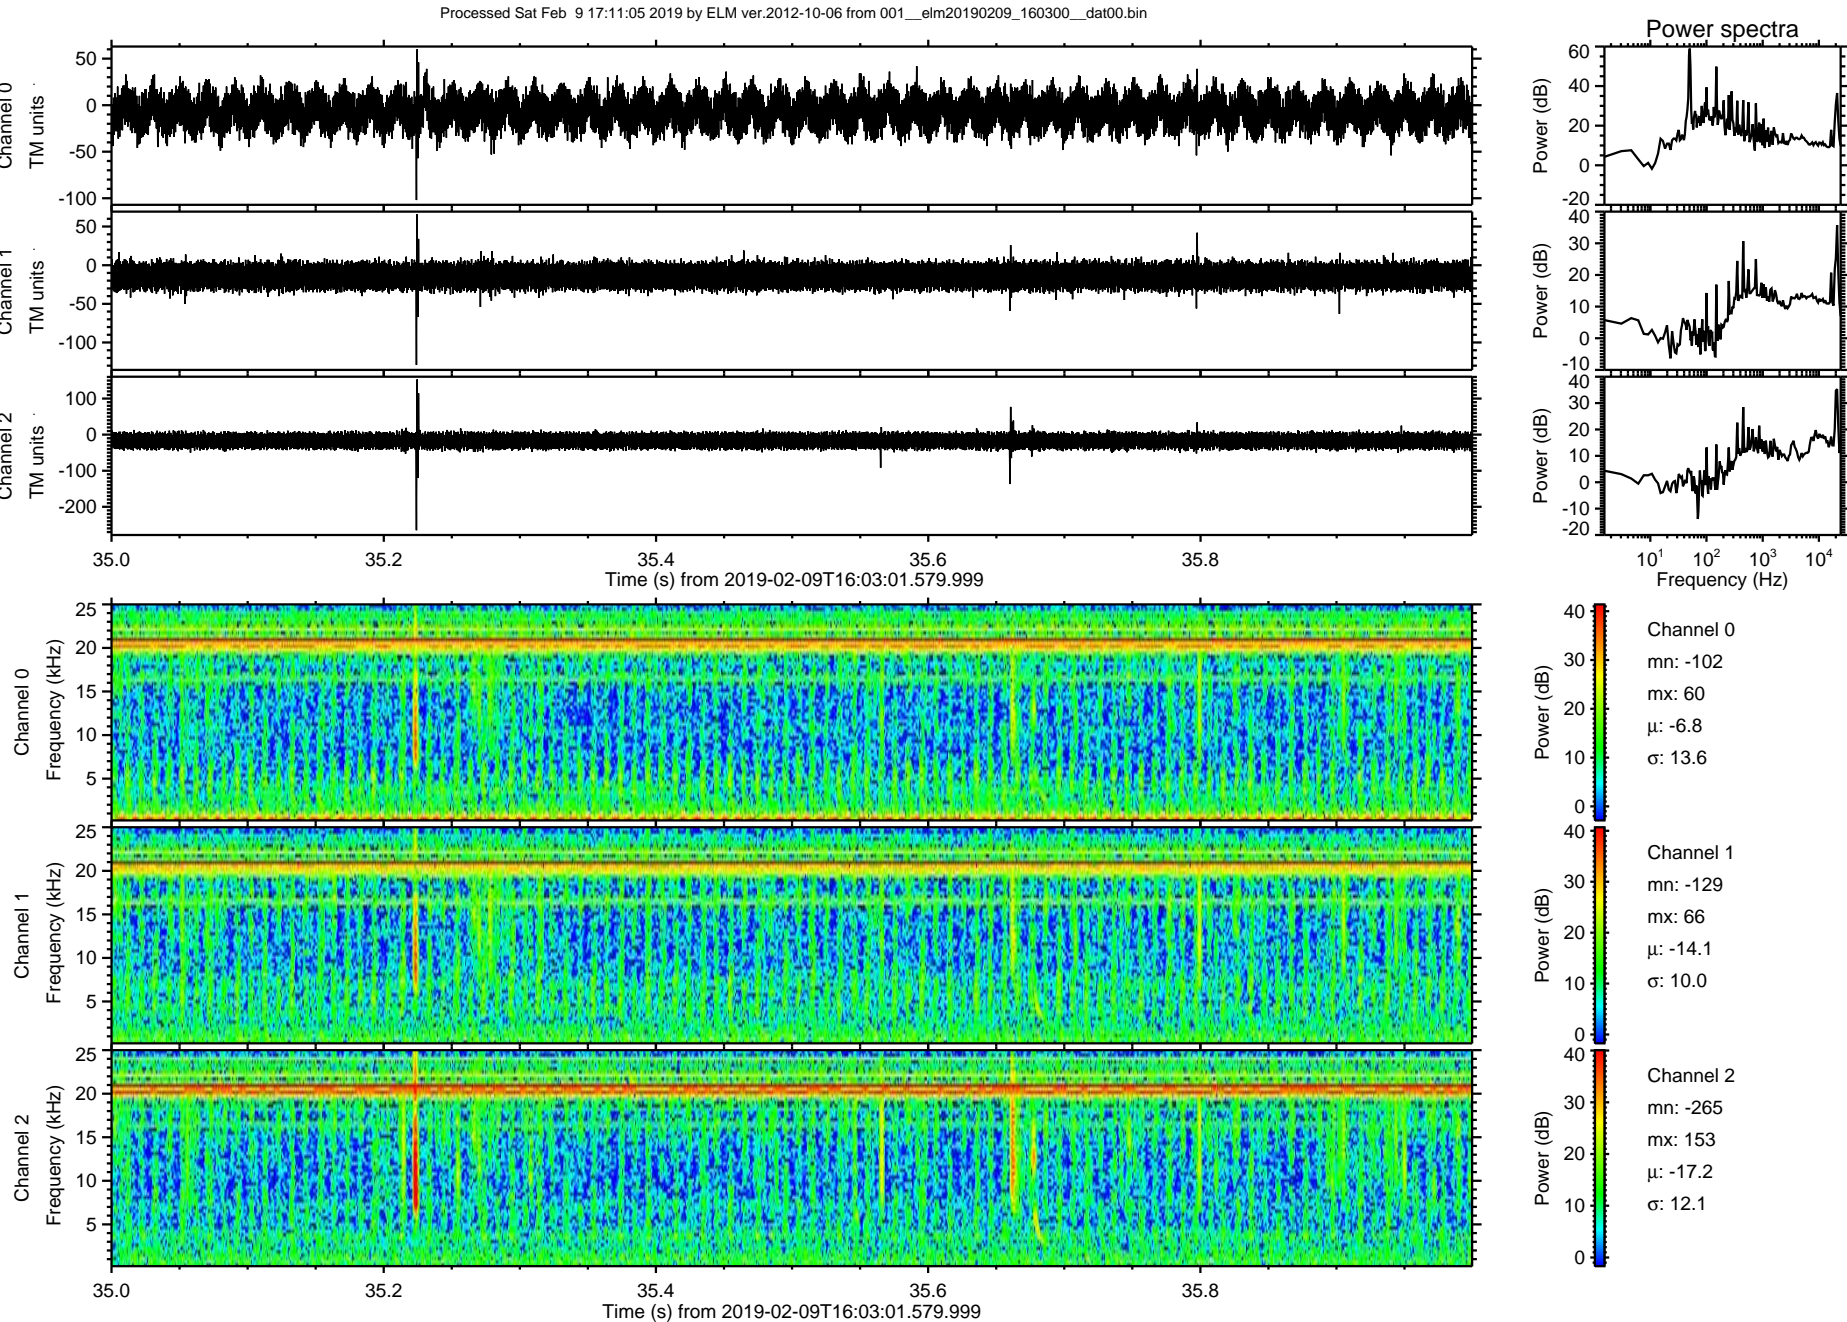 Processed Sat Feb  9 17:11:05 2019 by ELM ver.2012-10-06 from 001__elm20190209_160300__dat00.bin
Power spectra
Channel 0
TM units
50
0
-50
-100
Power (dB)
60
40
20
0
-20
Channel 1
TM units
50
0
-50
-100
Power (dB)
40
30
20
10
0
-10
Channel 2
TM units
100
0
-100
-200
Power (dB)
40
30
20
10
0
-10
-20
35.0
35.2
35.4
35.6
35.8
Time (s) from 2019-02-09T16:03:01.579.999
10^1
10^2
10^3
10^4
Frequency (Hz)
Channel 0
Frequency (kHz)
25
20
15
10
5
Power (dB)
40
30
20
10
0
Channel 0
mn: -102
mx: 60
μ: -6.8
σ: 13.6
Channel 1
Frequency (kHz)
25
20
15
10
5
Power (dB)
40
30
20
10
0
Channel 1
mn: -129
mx: 66
μ: -14.1
σ: 10.0
Channel 2
Frequency (kHz)
25
20
15
10
5
Power (dB)
40
30
20
10
0
Channel 2
mn: -265
mx: 153
μ: -17.2
σ: 12.1
35.0
35.2
35.4
35.6
35.8
Time (s) from 2019-02-09T16:03:01.579.999